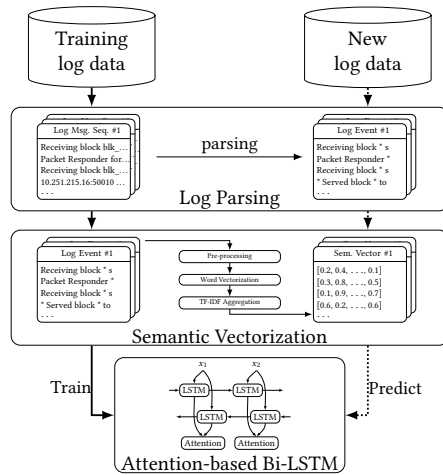 Training
log data
New
log data
Log Msg. Seq. #1
Receiving block blk_...
Packet Responder for...
Receiving block blk_...
10.251.215.16:50010 ...
...
parsing
Log Event #1
Receiving block * s
Packet Responder *
Receiving block * s
* Served block * to
...
Log Parsing
Log Event #1
Receiving block * s
Packet Responder *
Receiving block * s
* Served block * to
...
Pre-processing
Word Vectorization
TF-IDF Aggregation
Sem. Vector #1
[0.2, 0.4, ..., 0.1]
[0.3, 0.8, ..., 0.5]
[0.1, 0.9, ..., 0.7]
[0.6, 0.2, ..., 0.6]
...
Semantic Vectorization
Train
Predict
x1 x2
LSTM LSTM
LSTM LSTM
Attention Attention
Attention-based Bi-LSTM